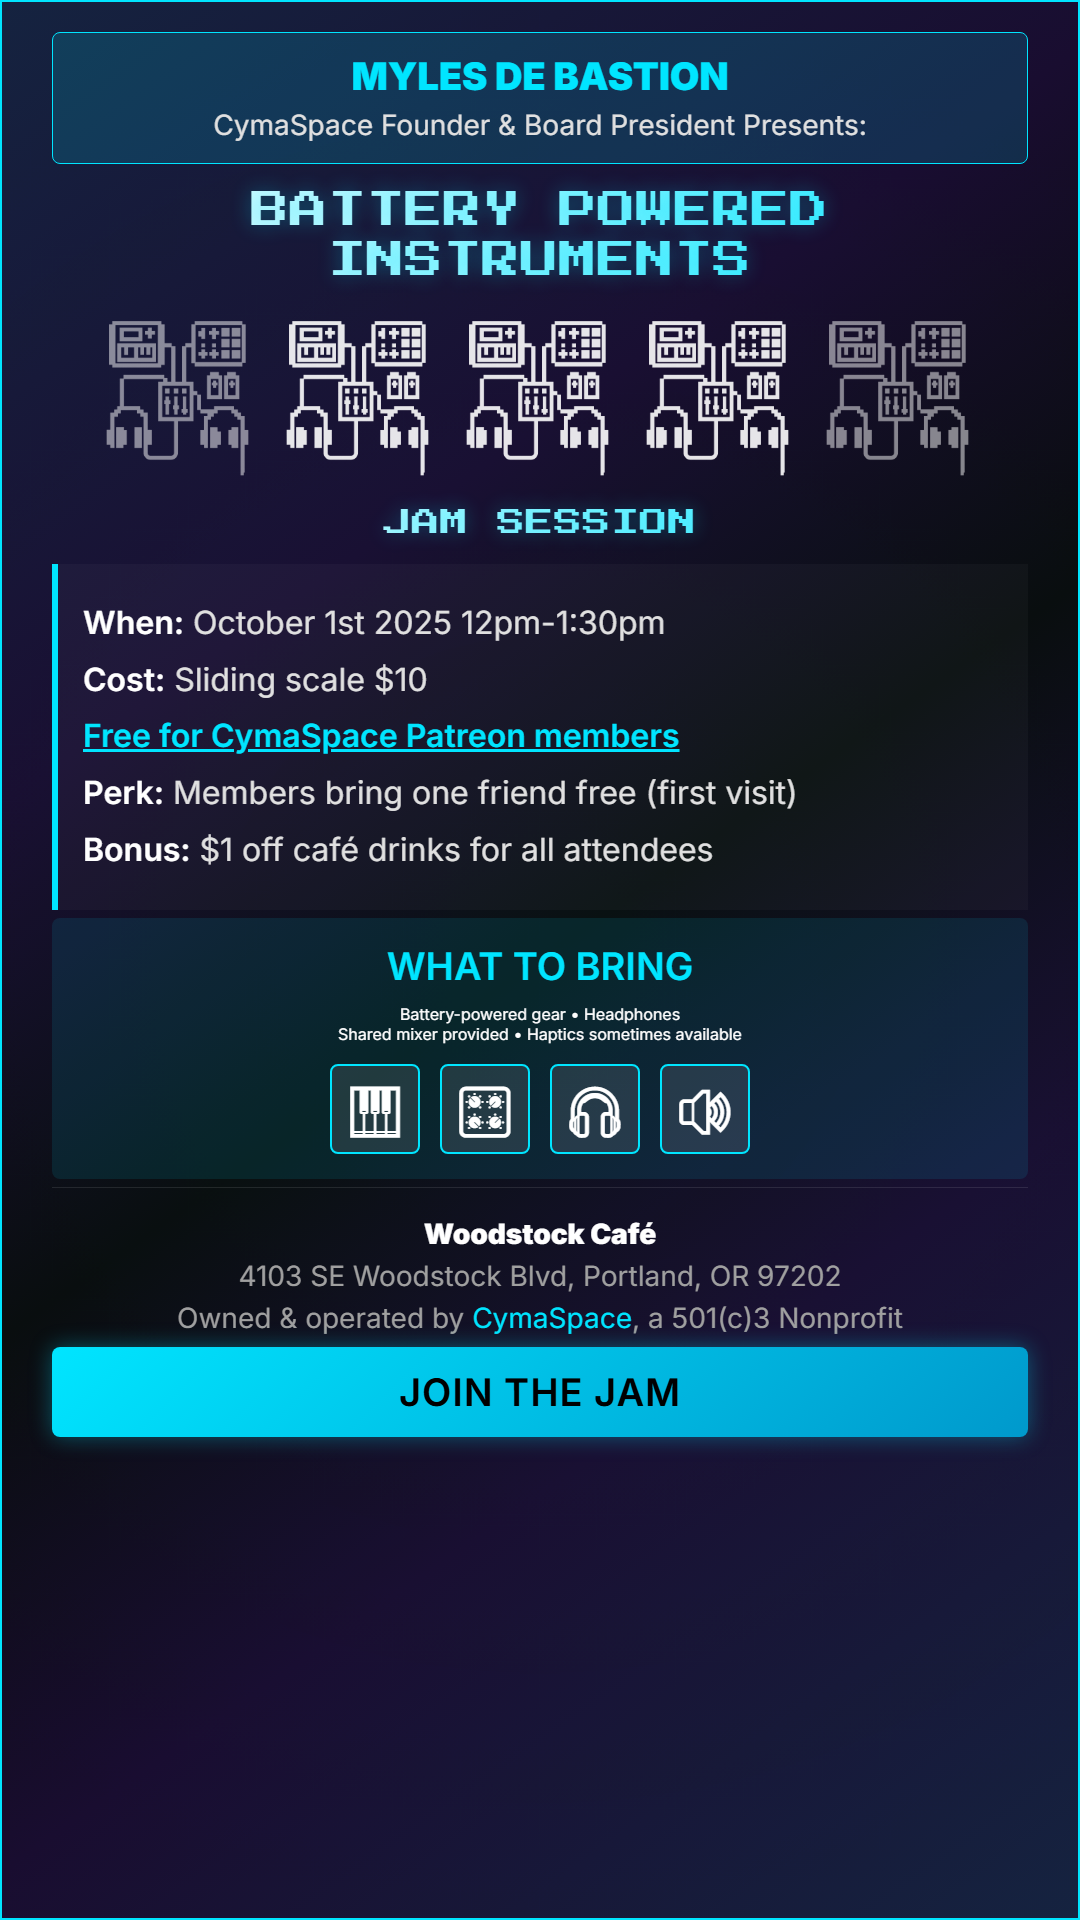 MYLES DE BASTION
CymaSpace Founder & Board President Presents:
BATTERY POWERED
INSTRUMENTS
JAM SESSION
When: October 1st 2025 12pm-1:30pm
Cost: Sliding scale $10
Free for CymaSpace Patreon members
Perk: Members bring one friend free (first visit)
Bonus: $1 off café drinks for all attendees
WHAT TO BRING
Battery-powered gear • Headphones
Shared mixer provided • Haptics sometimes available
Woodstock Café
4103 SE Woodstock Blvd, Portland, OR 97202
Owned & operated by CymaSpace, a 501(c)3 Nonprofit
JOIN THE JAM